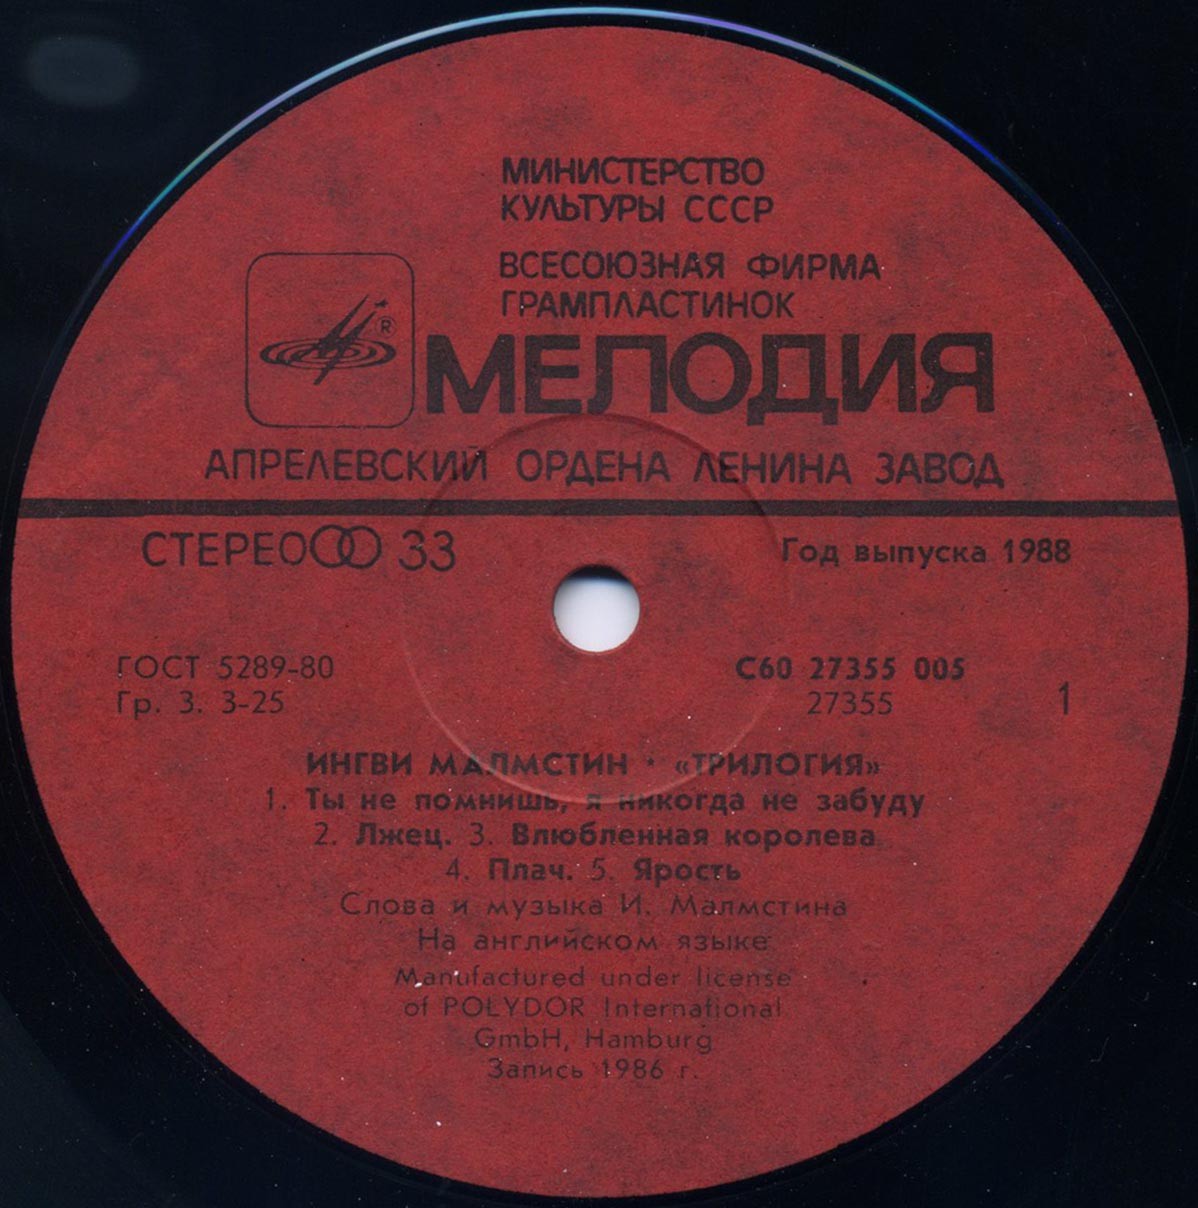 МИНИСТЕРСТВО
КУЛЬТУРЫ СССР
ВСЕСОЮЗНАЯ ФИРМА
ГРАМПЛАСТИНОК
®
МЕЛОДИЯ
АПРЕЛЕВСКИЙ ОРДЕНА ЛЕНИНА ЗАВОД
СТЕРЕО 33
Год выпуска 1988
ГОСТ 5289-80
Гр. 3. 3-25
С60 27355 005
27355
1
ИНГВИ МАЛМСТИН • «ТРИЛОГИЯ»
1. Ты не помнишь, я никогда не забуду
2. Лжец. 3. Влюбленная королева
4. Плач. 5. Ярость
Слова и музыка И. Малмстина
На английском языке
Manufactured under license
of POLYDOR International
GmbH, Hamburg
Запись 1986 г.